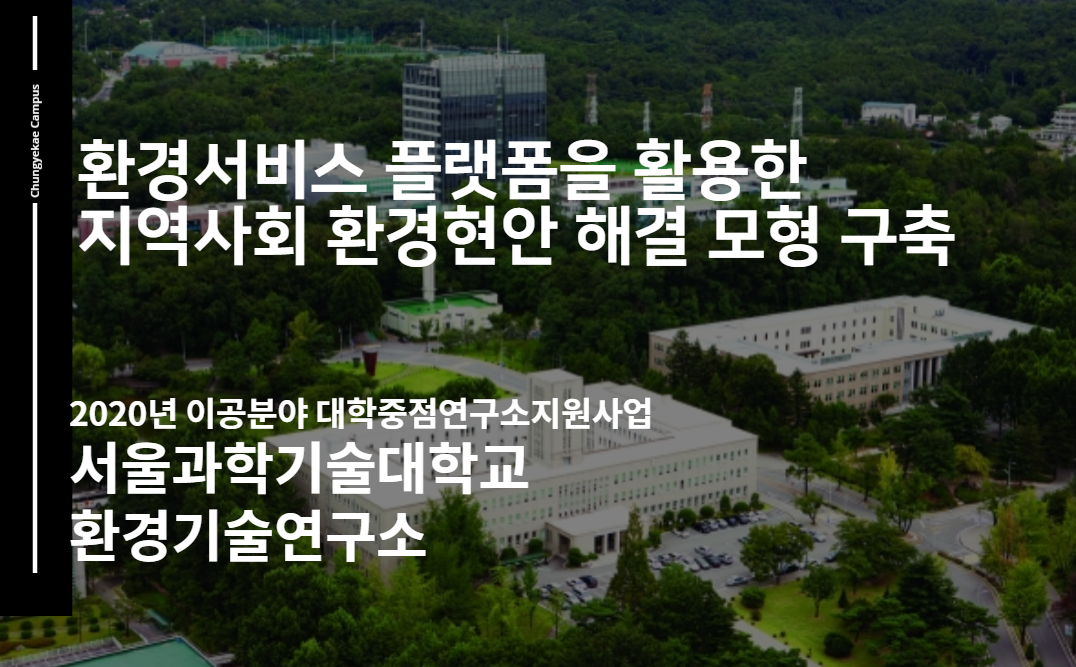 Chungyekae Campus
환경서비스 플랫폼을 활용한
지역사회 환경현안 해결 모형 구축
2020년 이공분야 대학중점연구소지원사업
서울과학기술대학교
환경기술연구소